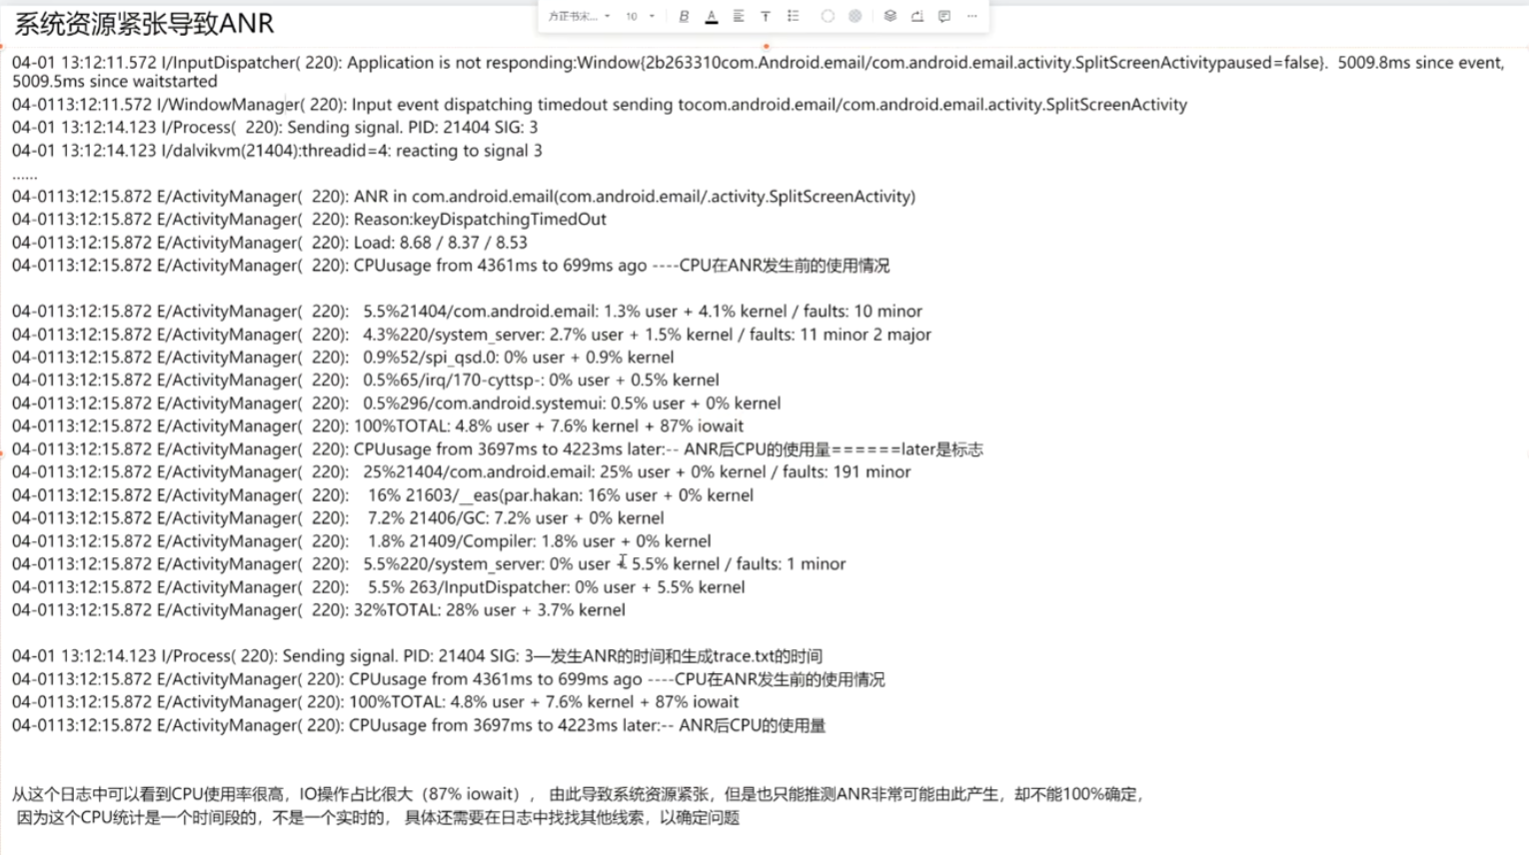 系统资源紧张导致ANR
方正书宋...
10
B
A
04-01 13:12:11.572 I/InputDispatcher( 220): Application is not responding:Window{2b263310com.Android.email/com.android.email.activity.SplitScreenActivitypaused=false}.  5009.8ms since event,
5009.5ms since waitstarted
04-0113:12:11.572 I/WindowManager( 220): Input event dispatching timedout sending tocom.android.email/com.android.email.activity.SplitScreenActivity
04-01 13:12:14.123 I/Process(  220): Sending signal. PID: 21404 SIG: 3
04-01 13:12:14.123 I/dalvikvm(21404):threadid=4: reacting to signal 3
......
04-0113:12:15.872 E/ActivityManager(  220): ANR in com.android.email(com.android.email/.activity.SplitScreenActivity)
04-0113:12:15.872 E/ActivityManager(  220): Reason:keyDispatchingTimedOut
04-0113:12:15.872 E/ActivityManager(  220): Load: 8.68 / 8.37 / 8.53
04-0113:12:15.872 E/ActivityManager(  220): CPUusage from 4361ms to 699ms ago ----CPU在ANR发生前的使用情况
04-0113:12:15.872 E/ActivityManager(  220):   5.5%21404/com.android.email: 1.3% user + 4.1% kernel / faults: 10 minor
04-0113:12:15.872 E/ActivityManager(  220):   4.3%220/system_server: 2.7% user + 1.5% kernel / faults: 11 minor 2 major
04-0113:12:15.872 E/ActivityManager(  220):   0.9%52/spi_qsd.0: 0% user + 0.9% kernel
04-0113:12:15.872 E/ActivityManager(  220):   0.5%65/irq/170-cyttsp-: 0% user + 0.5% kernel
04-0113:12:15.872 E/ActivityManager(  220):   0.5%296/com.android.systemui: 0.5% user + 0% kernel
04-0113:12:15.872 E/ActivityManager(  220): 100%TOTAL: 4.8% user + 7.6% kernel + 87% iowait
04-0113:12:15.872 E/ActivityManager(  220): CPUusage from 3697ms to 4223ms later:-- ANR后CPU的使用量======later是标志
04-0113:12:15.872 E/ActivityManager(  220):   25%21404/com.android.email: 25% user + 0% kernel / faults: 191 minor
04-0113:12:15.872 E/ActivityManager(  220):    16% 21603/__eas(par.hakan: 16% user + 0% kernel
04-0113:12:15.872 E/ActivityManager(  220):    7.2% 21406/GC: 7.2% user + 0% kernel
04-0113:12:15.872 E/ActivityManager(  220):    1.8% 21409/Compiler: 1.8% user + 0% kernel
04-0113:12:15.872 E/ActivityManager(  220):   5.5%220/system_server: 0% user + 5.5% kernel / faults: 1 minor
04-0113:12:15.872 E/ActivityManager(  220):    5.5% 263/InputDispatcher: 0% user + 5.5% kernel
04-0113:12:15.872 E/ActivityManager(  220): 32%TOTAL: 28% user + 3.7% kernel
04-01 13:12:14.123 I/Process( 220): Sending signal. PID: 21404 SIG: 3—发生ANR的时间和生成trace.txt的时间
04-0113:12:15.872 E/ActivityManager( 220): CPUusage from 4361ms to 699ms ago ----CPU在ANR发生前的使用情况
04-0113:12:15.872 E/ActivityManager( 220): 100%TOTAL: 4.8% user + 7.6% kernel + 87% iowait
04-0113:12:15.872 E/ActivityManager( 220): CPUusage from 3697ms to 4223ms later:-- ANR后CPU的使用量
从这个日志中可以看到CPU使用率很高，IO操作占比很大（87% iowait）， 由此导致系统资源紧张，但是也只能推测ANR非常可能由此产生，却不能100%确定，
因为这个CPU统计是一个时间段的，不是一个实时的， 具体还需要在日志中找找其他线索，以确定问题